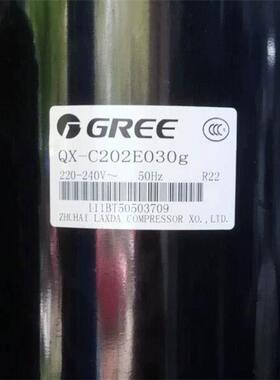 GREE
QX-C202E030g
220-240V~ 50Hz R22
111BT50503709
ZHUHAI LAXDA COMPRESSOR XO.,LTD.